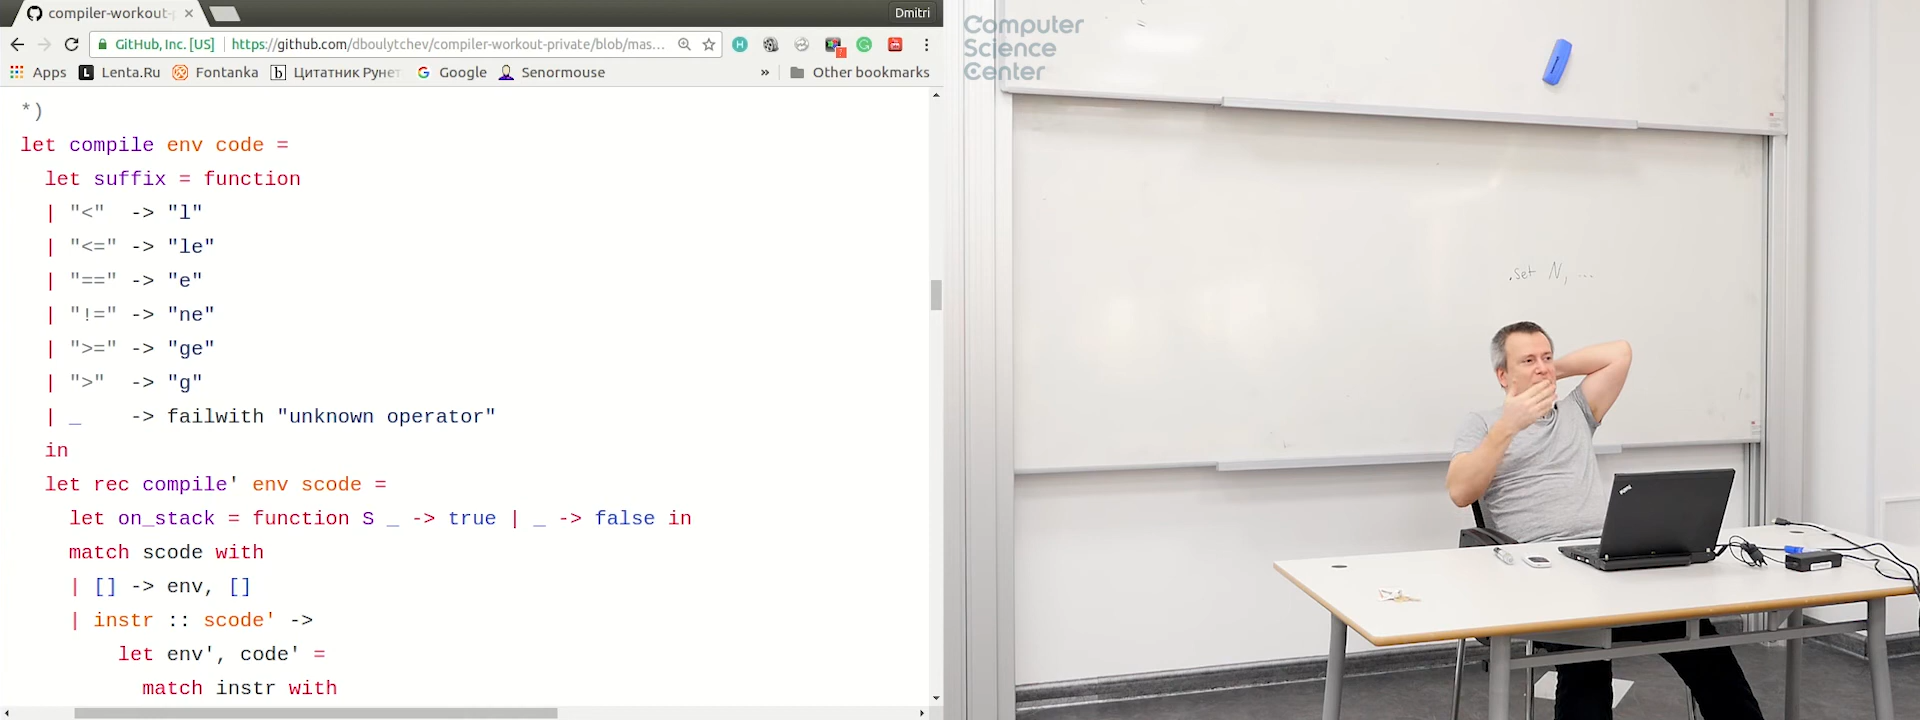 compiler-workout-p
Dmitri
GitHub, Inc. [US]
https://github.com/dboulytchev/compiler-workout-private/blob/mas...
Apps
Lenta.Ru
Fontanka
Цитатник Рунет
Google
Senormouse
»
Other bookmarks
*)
let compile env code =
let suffix = function
| "<" -> "l"
| "<=" -> "le"
| "==" -> "e"
| "!=" -> "ne"
| ">=" -> "ge"
| ">" -> "g"
| _ -> failwith "unknown operator"
in
let rec compile' env scode =
let on_stack = function S _ -> true | _ -> false in
match scode with
| [] -> env, []
| instr :: scode' ->
let env', code' =
match instr with
Computer
Science
Center
.set N, ...